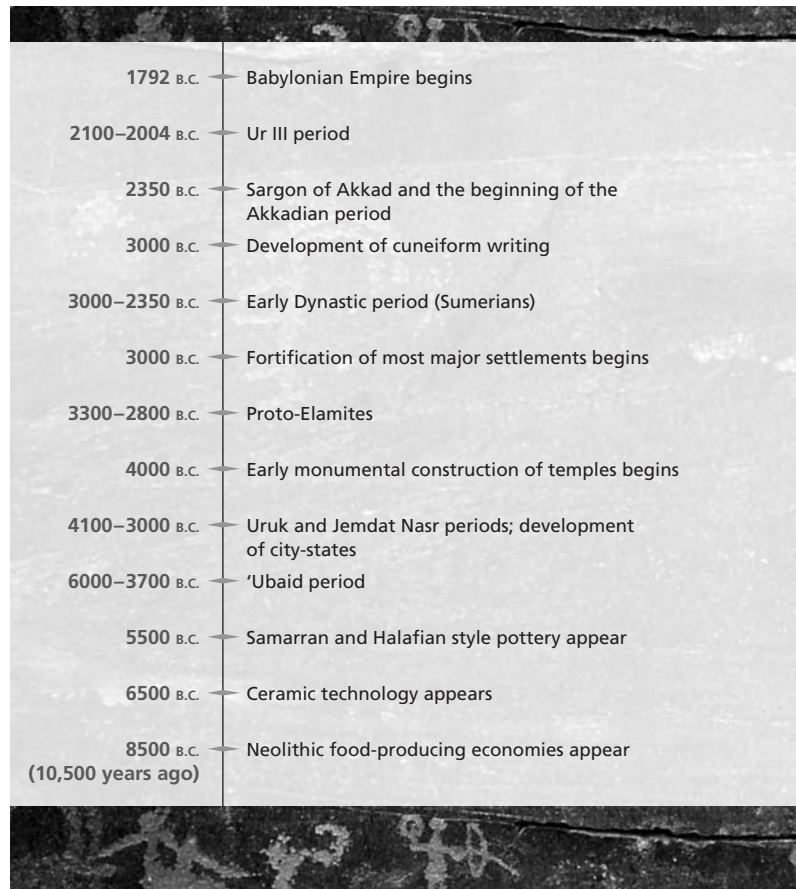 1792 B.C. Babylonian Empire begins
2100–2004 B.C. Ur III period
2350 B.C. Sargon of Akkad and the beginning of the
Akkadian period
3000 B.C. Development of cuneiform writing
3000–2350 B.C. Early Dynastic period (Sumerians)
3000 B.C. Fortification of most major settlements begins
3300–2800 B.C. Proto-Elamites
4000 B.C. Early monumental construction of temples begins
4100–3000 B.C. Uruk and Jemdat Nasr periods; development
of city-states
6000–3700 B.C. ‘Ubaid period
5500 B.C. Samarran and Halafian style pottery appear
6500 B.C. Ceramic technology appears
8500 B.C. Neolithic food-producing economies appear
(10,500 years ago)